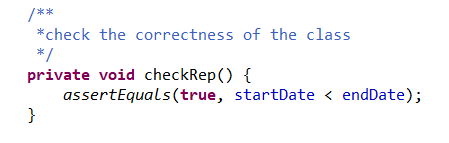 /**
 *check the correctness of the class
 */
private void checkRep() {
    assertEquals(true, startDate < endDate);
}